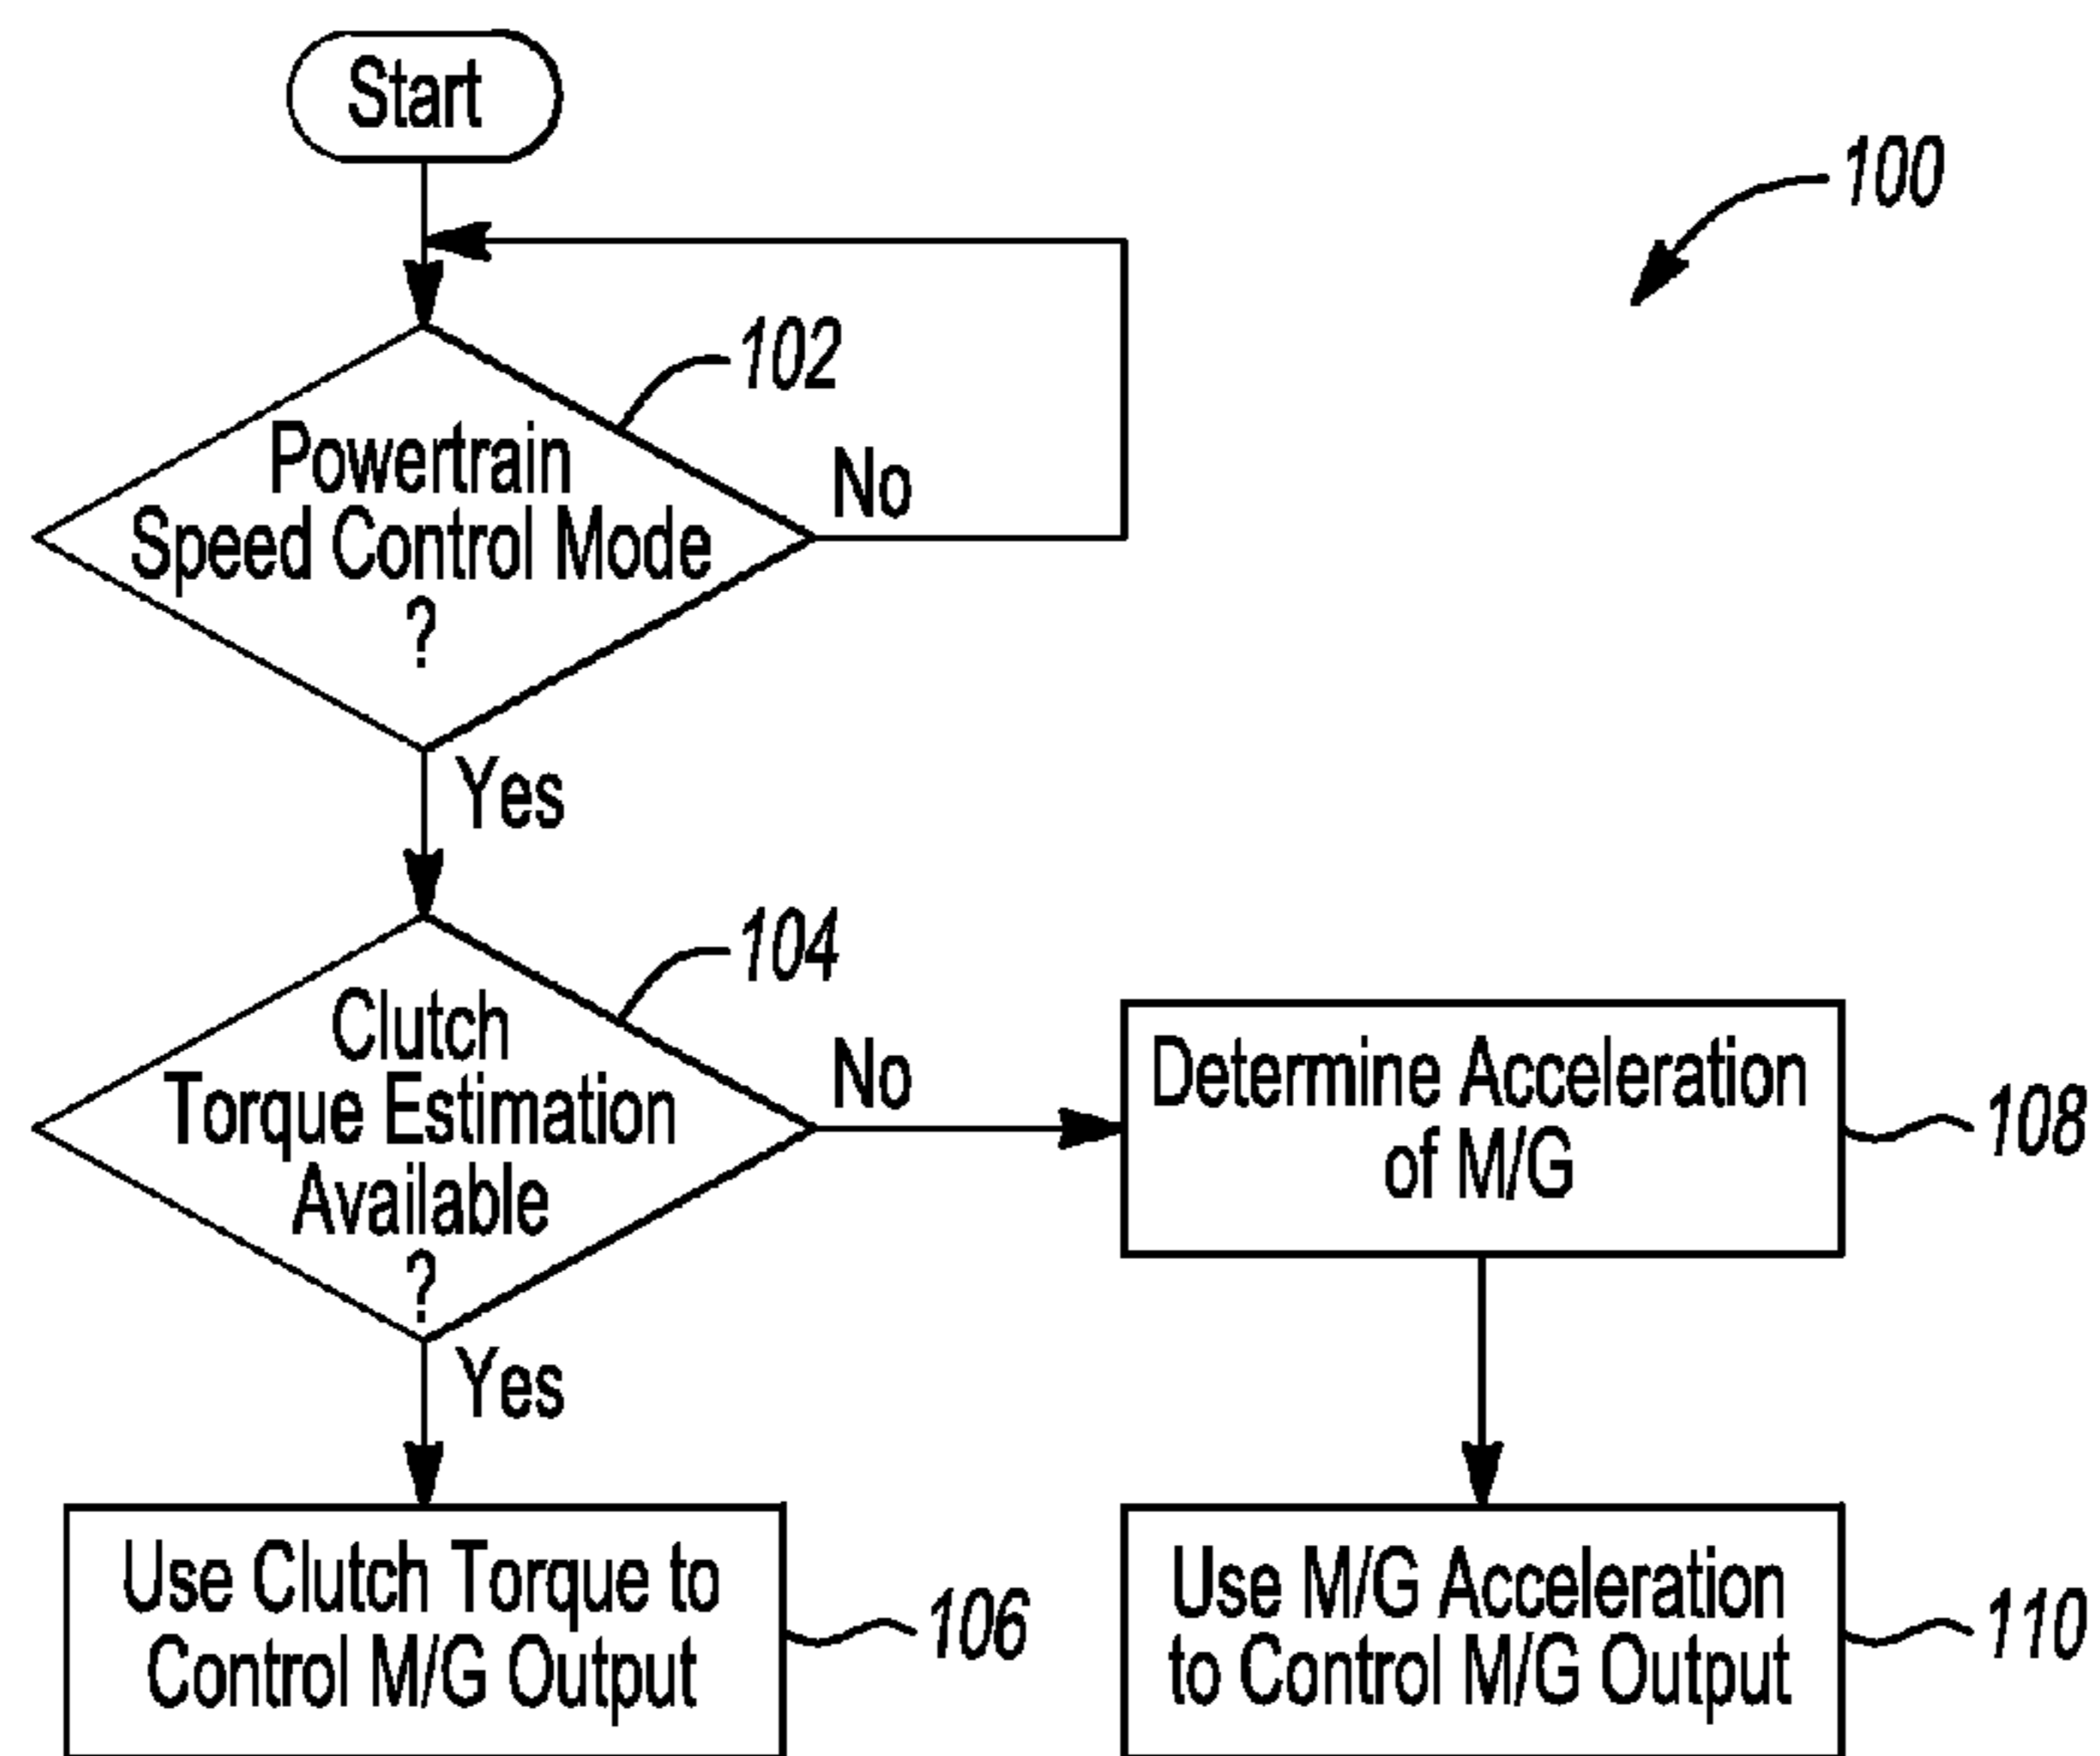 Start
100
102
Powertrain
Speed Control Mode
?
No
Yes
104
Clutch
Torque Estimation
Available
?
No
Yes
Determine Acceleration
of M/G
108
Use Clutch Torque to
Control M/G Output
106
Use M/G Acceleration
to Control M/G Output
110